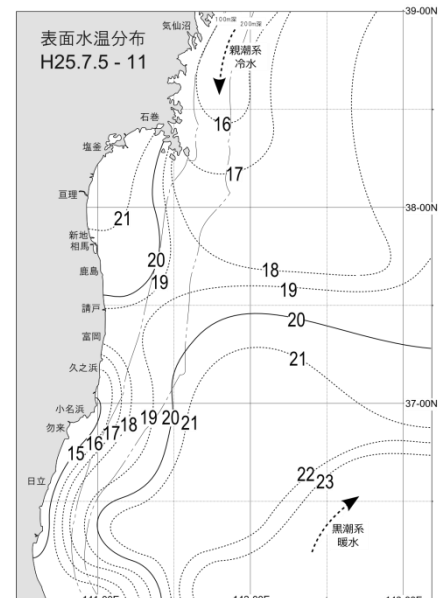 39-00N
気仙沼
100m深
200m深
表面水温分布
H25.7.5 - 11
親潮系
冷水
16
石巻
塩釜
17
亘理
21
38-00N
新地
相馬
20
18
鹿島
19
19
請戸
20
富岡
21
久之浜
37-00N
小名浜
勿来
15 16 17 18 19 20 21
22 23
日立
黒潮系
暖水